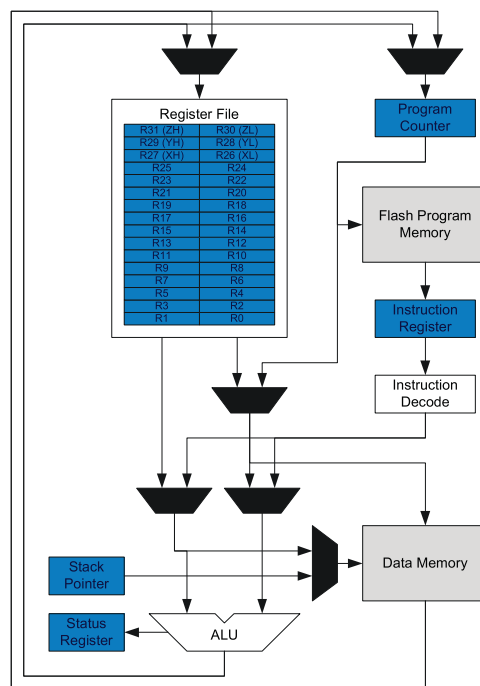 Register File
R31 (ZH) R30 (ZL)
R29 (YH) R28 (YL)
R27 (XH) R26 (XL)
R25 R24
R23 R22
R21 R20
R19 R18
R17 R16
R15 R14
R13 R12
R11 R10
R9 R8
R7 R6
R5 R4
R3 R2
R1 R0
Program
Counter
Flash Program
Memory
Instruction
Register
Instruction
Decode
Stack
Pointer
Data Memory
Status
Register
ALU